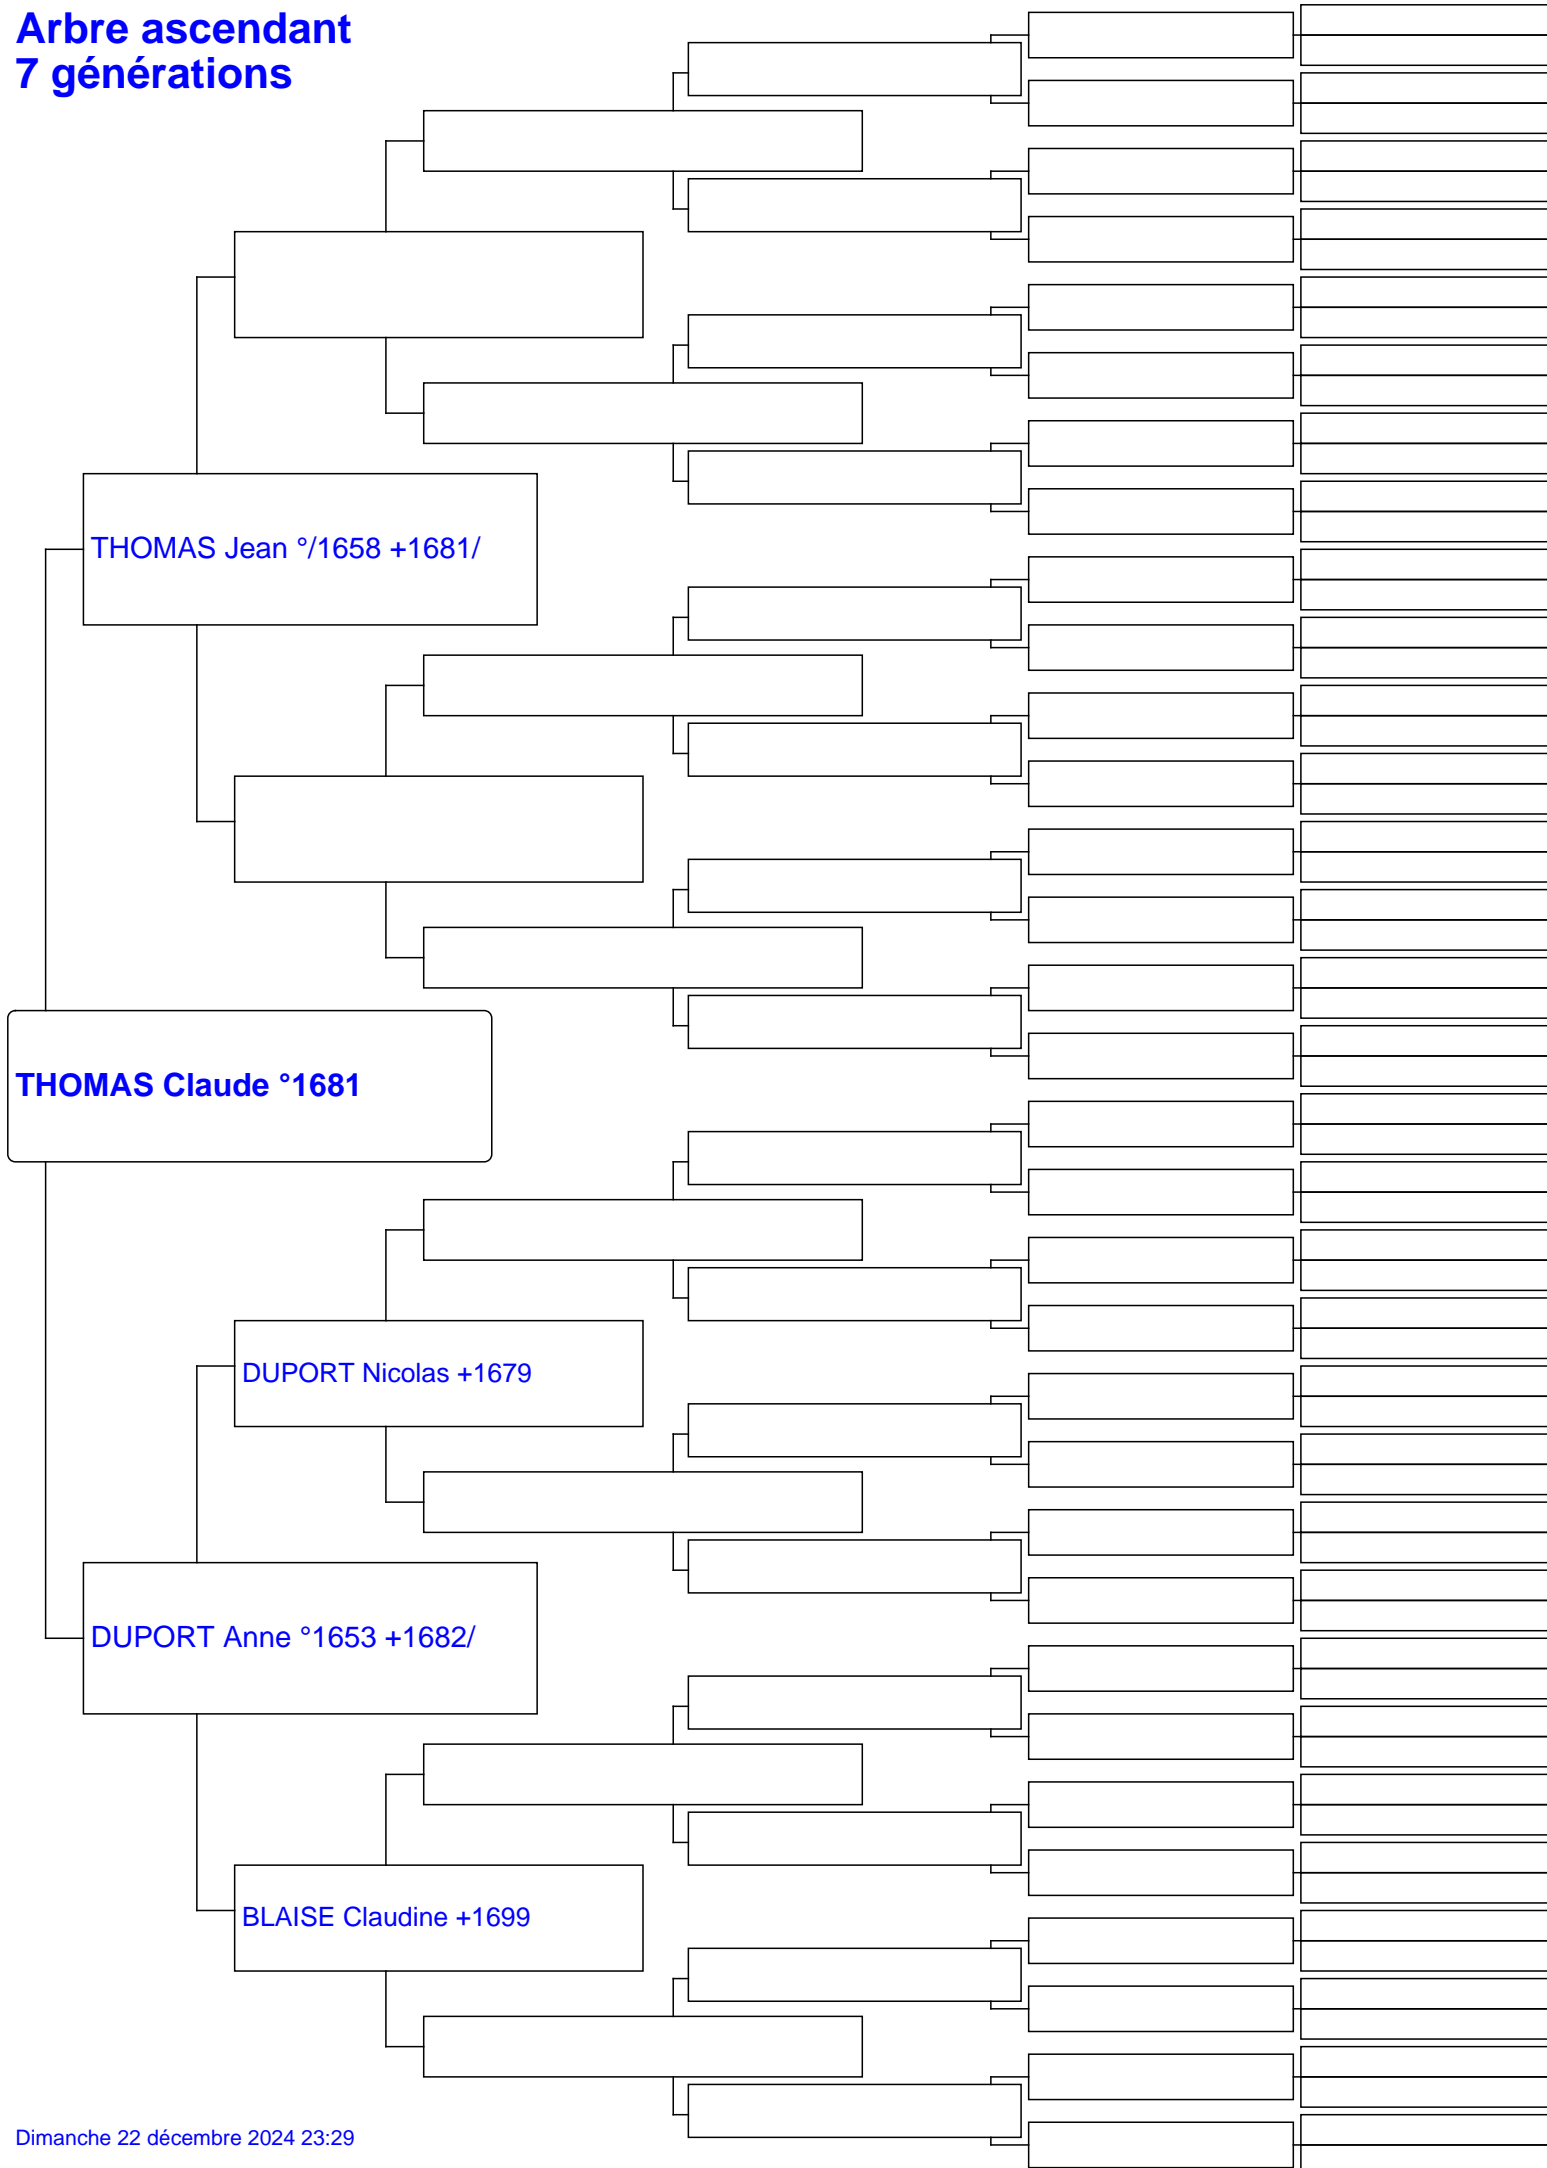 Arbre ascendant
7 générations
THOMAS Jean °/1658 +1681/
THOMAS Claude °1681
DUPORT Nicolas +1679
DUPORT Anne °1653 +1682/
BLAISE Claudine +1699
Dimanche 22 décembre 2024 23:29